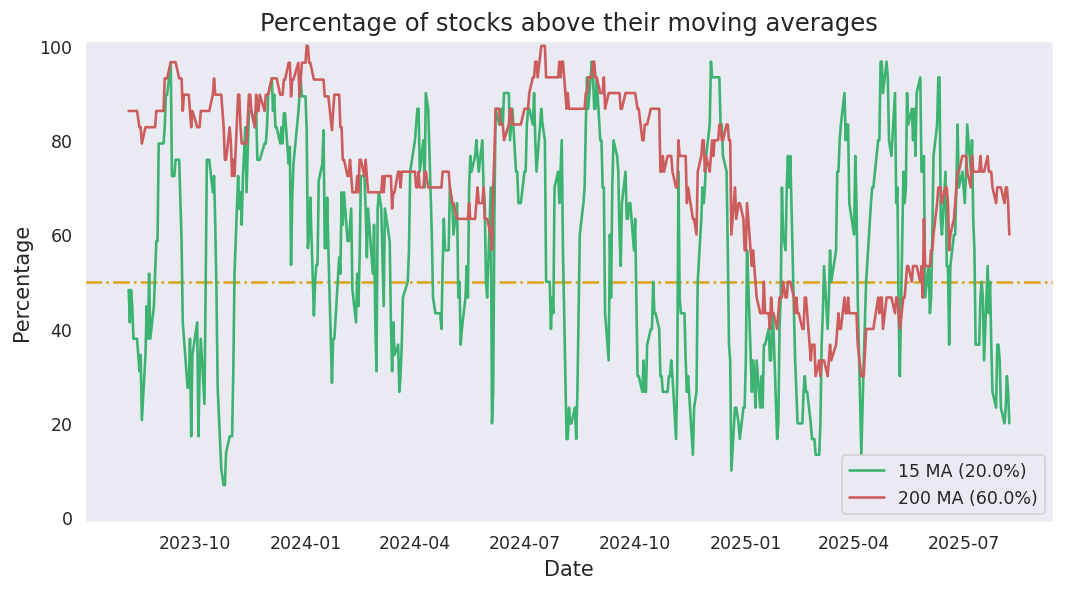 Percentage of stocks above their moving averages
100
80
60
40
20
0
Percentage
15 MA (20.0%)
200 MA (60.0%)
2023-10
2024-01
2024-04
2024-07
2024-10
2025-01
2025-04
2025-07
Date